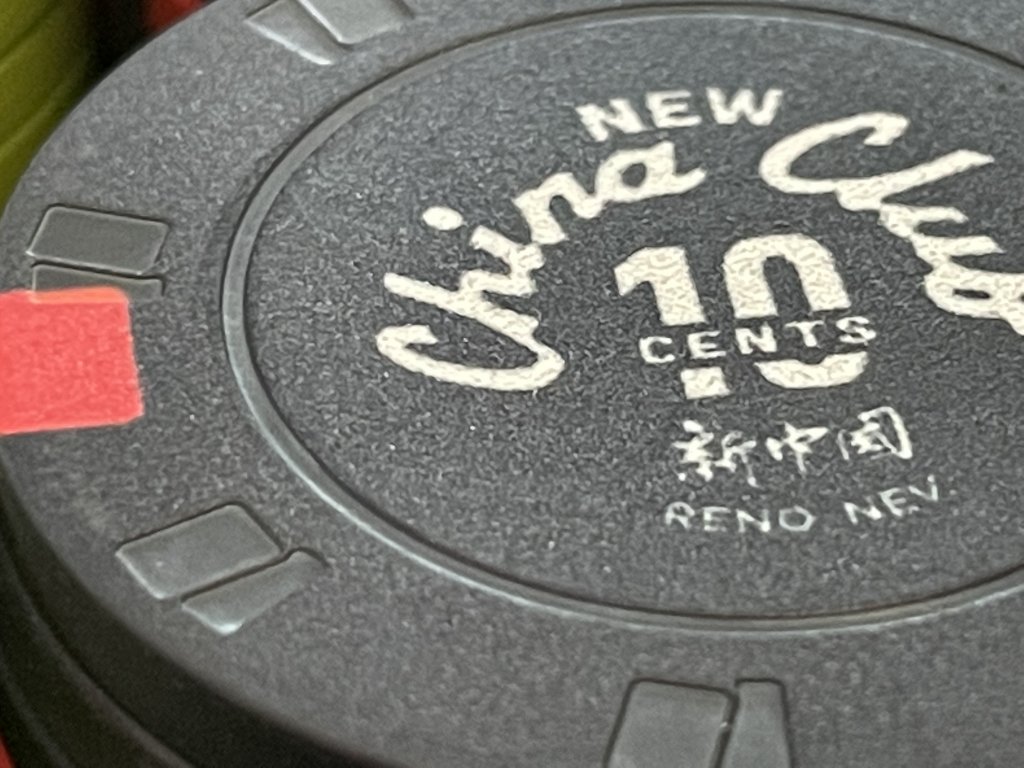 NEW
China Club
10
CENTS
新中国
RENO NEV.